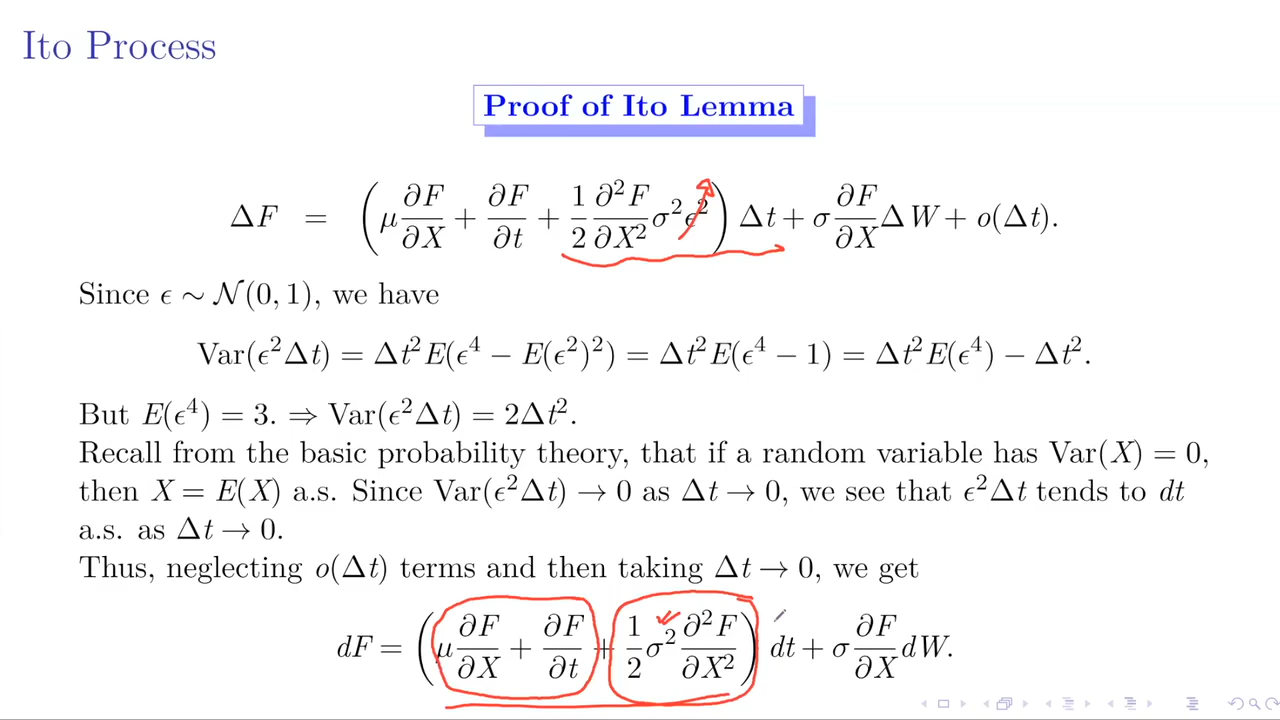 Ito Process
Proof of Ito Lemma
ΔF = (μ ∂F/∂X + ∂F/∂t + 1/2 ∂²F/∂X² σ²ϵ²) Δt + σ ∂F/∂X ΔW + o(Δt).
Since ϵ ∼ N(0, 1), we have
Var(ϵ²Δt) = Δt²E(ϵ⁴ − E(ϵ²)²) = Δt²E(ϵ⁴ − 1) = Δt²E(ϵ⁴) − Δt².
But E(ϵ⁴) = 3. ⇒ Var(ϵ²Δt) = 2Δt².
Recall from the basic probability theory, that if a random variable has Var(X) = 0,
then X = E(X) a.s. Since Var(ϵ²Δt) → 0 as Δt → 0, we see that ϵ²Δt tends to dt
a.s. as Δt → 0.
Thus, neglecting o(Δt) terms and then taking Δt → 0, we get
dF = (μ ∂F/∂X + ∂F/∂t + 1/2 σ² ∂²F/∂X²) dt + σ ∂F/∂X dW.